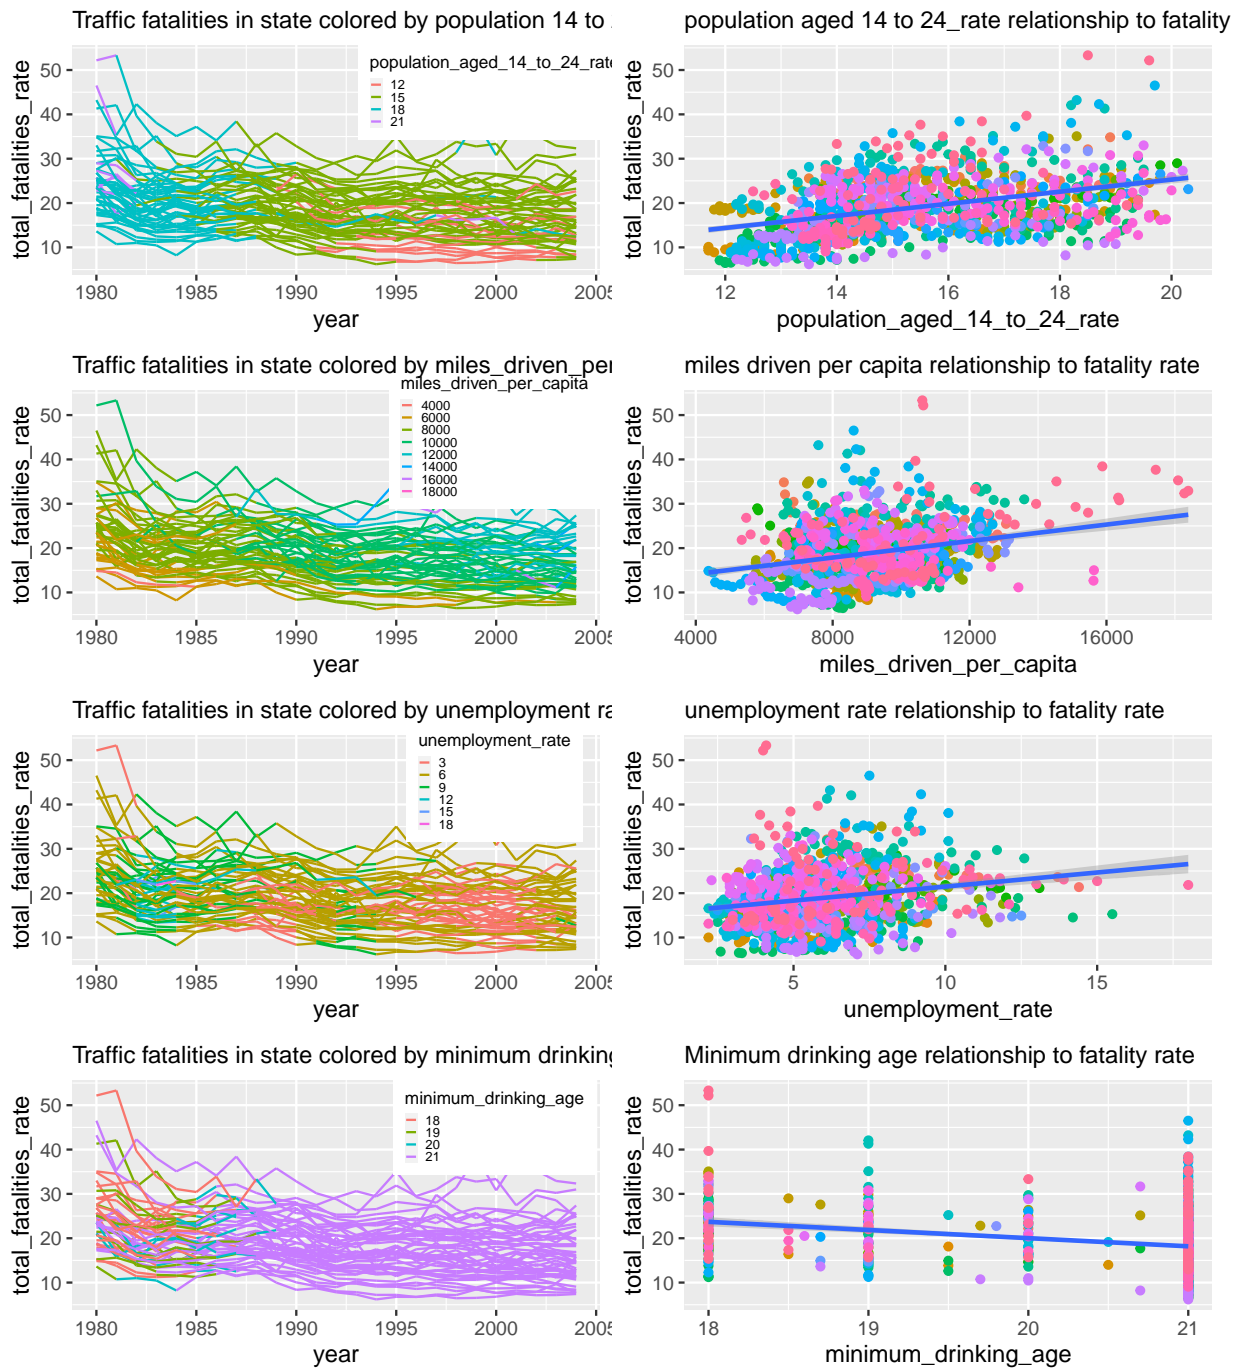 Traffic fatalities in state colored by population 14 to
population_aged_14_to_24_rate
12
15
18
21
total_fatalities_rate
50
40
30
20
10
1980 1985 1990 1995 2000 2005
year
population aged 14 to 24_rate relationship to fatality
total_fatalities_rate
50
40
30
20
10
12 14 16 18 20
population_aged_14_to_24_rate
Traffic fatalities in state colored by miles_driven_per
miles_driven_per_capita
4000
6000
8000
10000
12000
14000
16000
18000
total_fatalities_rate
50
40
30
20
10
1980 1985 1990 1995 2000 2005
year
miles driven per capita relationship to fatality rate
total_fatalities_rate
50
40
30
20
10
4000 8000 12000 16000
miles_driven_per_capita
Traffic fatalities in state colored by unemployment ra
unemployment_rate
3
6
9
12
15
18
total_fatalities_rate
50
40
30
20
10
1980 1985 1990 1995 2000 2005
year
unemployment rate relationship to fatality rate
total_fatalities_rate
50
40
30
20
10
5 10 15
unemployment_rate
Traffic fatalities in state colored by minimum drinking
minimum_drinking_age
18
19
20
21
total_fatalities_rate
50
40
30
20
10
1980 1985 1990 1995 2000 2005
year
Minimum drinking age relationship to fatality rate
total_fatalities_rate
50
40
30
20
10
18 19 20 21
minimum_drinking_age